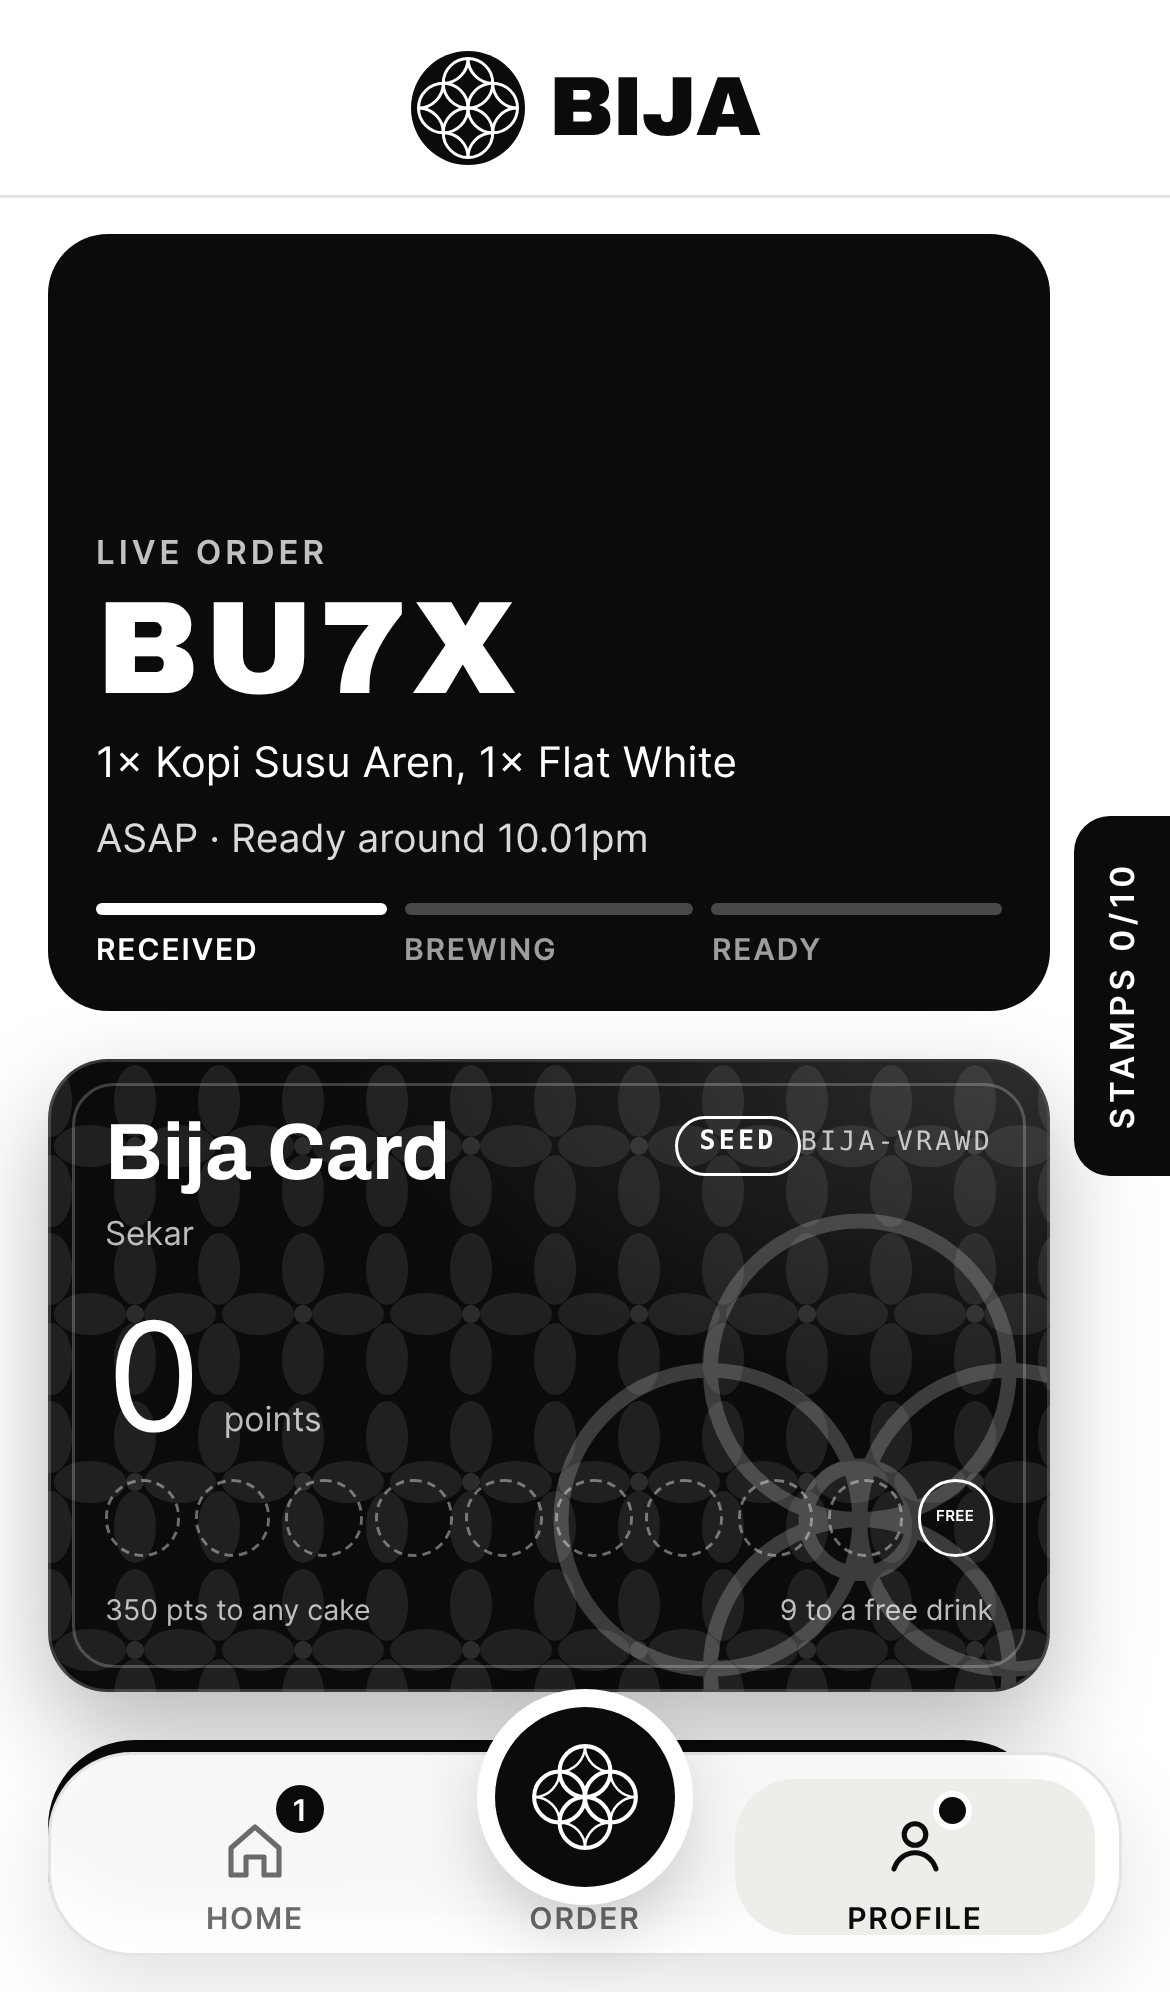 BIJA
LIVE ORDER
BU7X
1× Kopi Susu Aren, 1× Flat White
ASAP · Ready around 10.01pm
RECEIVED BREWING READY
STAMPS 0/10
Bija Card SEED BIJA-VRAWD
Sekar
0 points
FREE
350 pts to any cake 9 to a free drink
1
HOME ORDER PROFILE